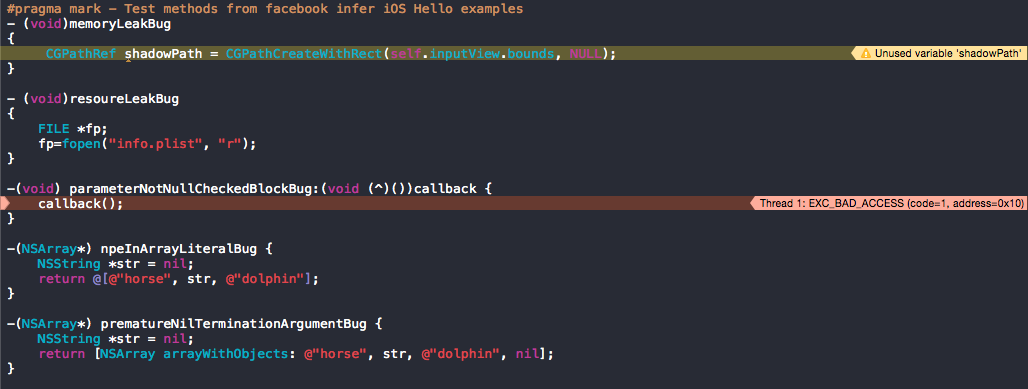 #pragma mark - Test methods from facebook infer iOS Hello examples
- (void)memoryLeakBug
{
    CGPathRef shadowPath = CGPathCreateWithRect(self.inputView.bounds, NULL); Unused variable 'shadowPath'
}
- (void)resoureLeakBug
{
    FILE *fp;
    fp=fopen("info.plist", "r");
}
-(void) parameterNotNullCheckedBlockBug:(void (^)())callback {
    callback(); Thread 1: EXC_BAD_ACCESS (code=1, address=0x10)
}
-(NSArray*) npeInArrayLiteralBug {
    NSString *str = nil;
    return @[@"horse", str, @"dolphin"];
}
-(NSArray*) prematureNilTerminationArgumentBug {
    NSString *str = nil;
    return [NSArray arrayWithObjects: @"horse", str, @"dolphin", nil];
}